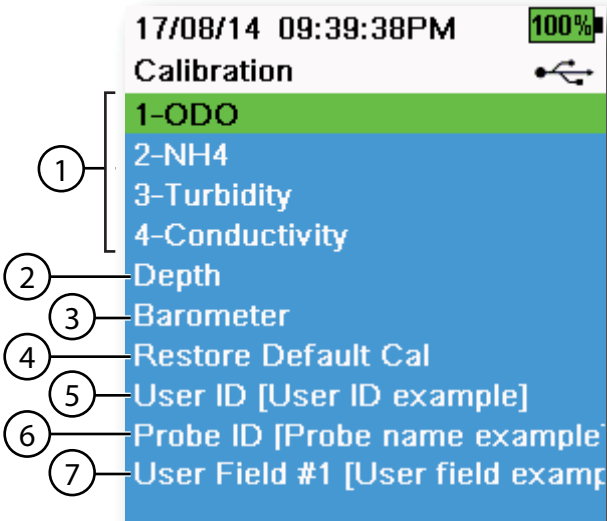 17/08/14 09:39:38PM 100%
Calibration
1 1-ODO
2-NH4
3-Turbidity
4-Conductivity
2 Depth
3 Barometer
4 Restore Default Cal
5 User ID [User ID example]
6 Probe ID [Probe name example
7 User Field #1 [User field examp